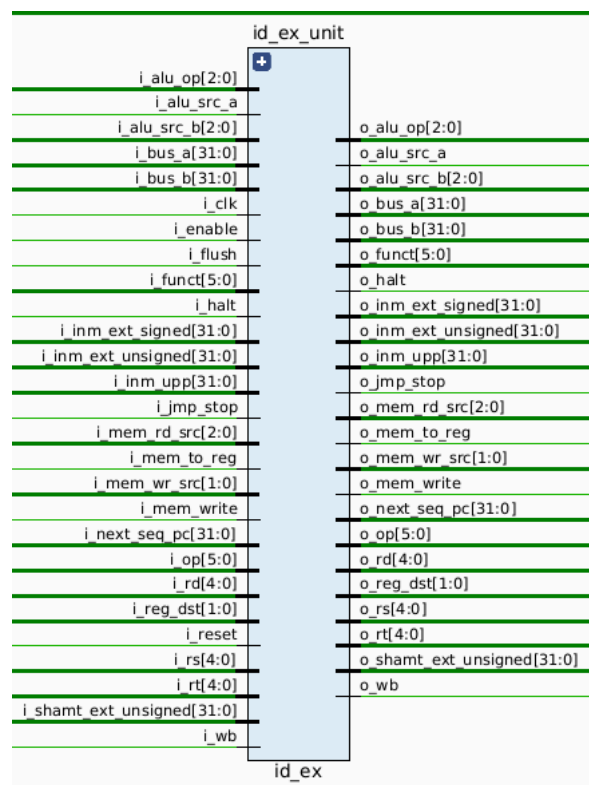 id_ex_unit
i_alu_op[2:0]
i_alu_src_a
i_alu_src_b[2:0]
i_bus_a[31:0]
i_bus_b[31:0]
i_clk
i_enable
i_flush
i_funct[5:0]
i_halt
i_inm_ext_signed[31:0]
i_inm_ext_unsigned[31:0]
i_inm_upp[31:0]
i_jmp_stop
i_mem_rd_src[2:0]
i_mem_to_reg
i_mem_wr_src[1:0]
i_mem_write
i_next_seq_pc[31:0]
i_op[5:0]
i_rd[4:0]
i_reg_dst[1:0]
i_reset
i_rs[4:0]
i_rt[4:0]
i_shamt_ext_unsigned[31:0]
i_wb
o_alu_op[2:0]
o_alu_src_a
o_alu_src_b[2:0]
o_bus_a[31:0]
o_bus_b[31:0]
o_funct[5:0]
o_halt
o_inm_ext_signed[31:0]
o_inm_ext_unsigned[31:0]
o_inm_upp[31:0]
o_jmp_stop
o_mem_rd_src[2:0]
o_mem_to_reg
o_mem_wr_src[1:0]
o_mem_write
o_next_seq_pc[31:0]
o_op[5:0]
o_rd[4:0]
o_reg_dst[1:0]
o_rs[4:0]
o_rt[4:0]
o_shamt_ext_unsigned[31:0]
o_wb
id_ex